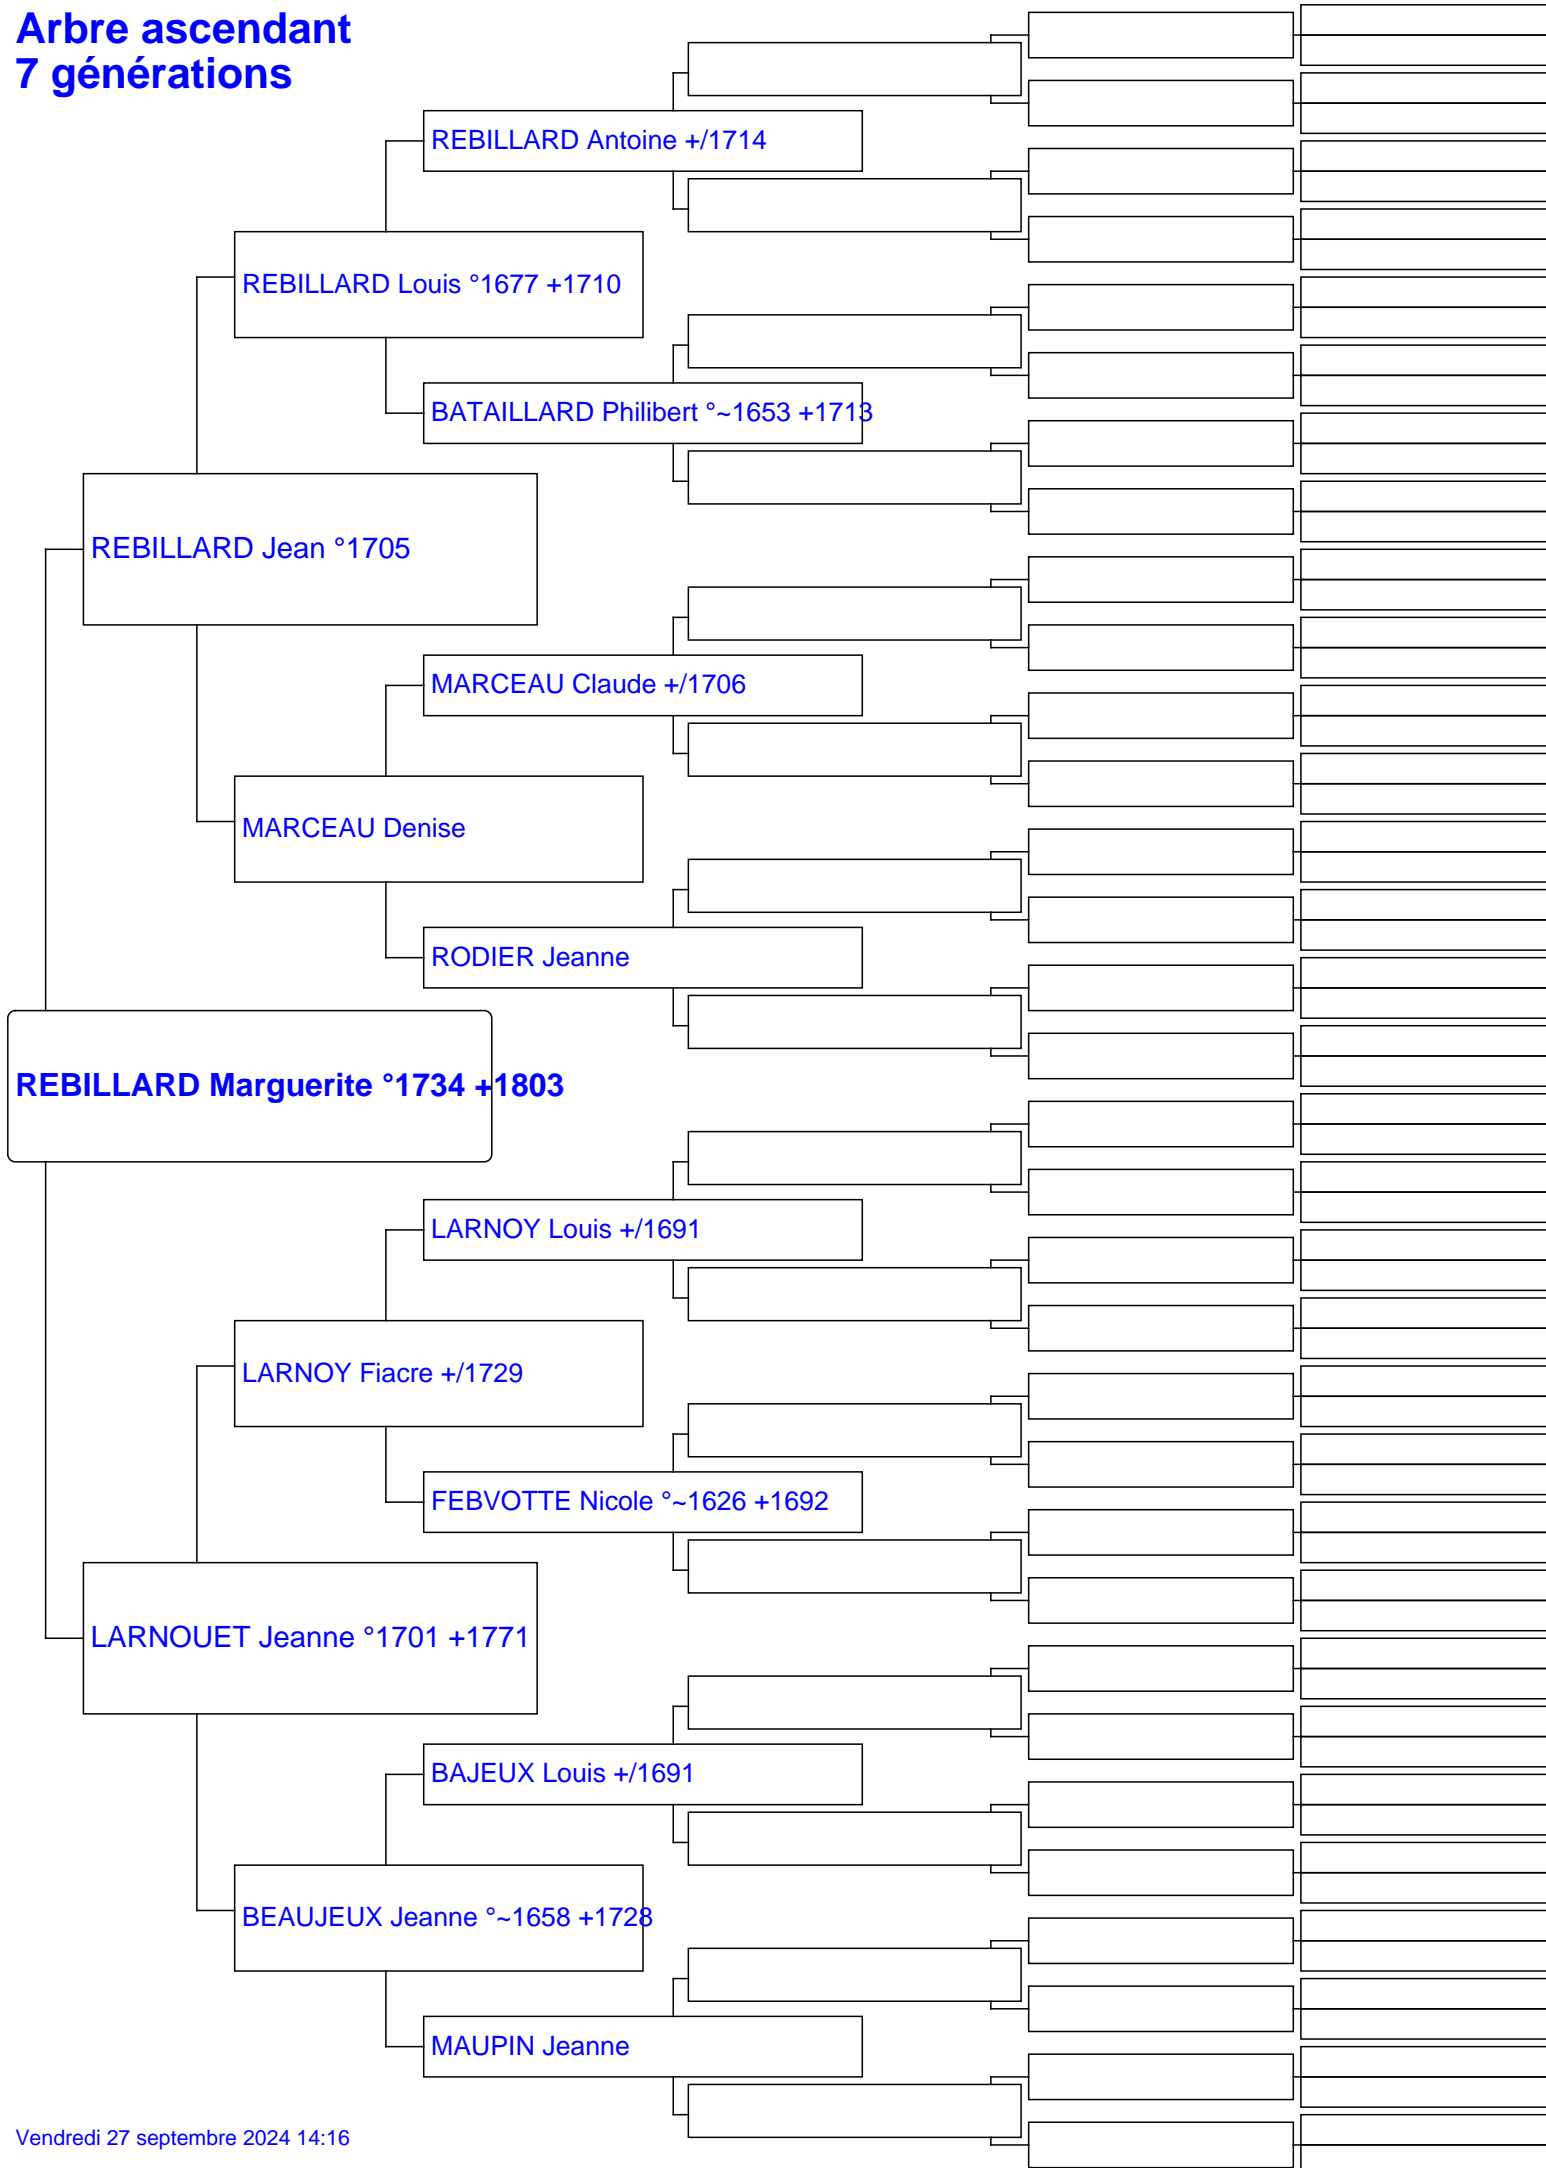 Arbre ascendant
7 générations
REBILLARD Antoine +/1714
REBILLARD Louis °1677 +1710
BATAILLARD Philibert °~1653 +1713
REBILLARD Jean °1705
MARCEAU Claude +/1706
MARCEAU Denise
RODIER Jeanne
REBILLARD Marguerite °1734 +1803
LARNOY Louis +/1691
LARNOY Fiacre +/1729
FEBVOTTE Nicole °~1626 +1692
LARNOUET Jeanne °1701 +1771
BAJEUX Louis +/1691
BEAUJEUX Jeanne °~1658 +1728
MAUPIN Jeanne
Vendredi 27 septembre 2024 14:16